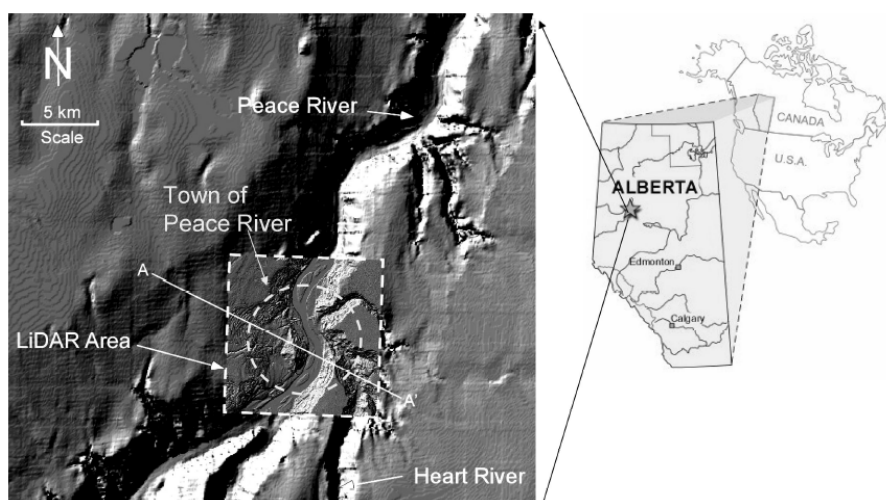 N
5 km
Scale
Peace River
Town of
Peace River
A
LiDAR Area
A'
Heart River
CANADA
U.S.A.
ALBERTA
Edmonton
Calgary